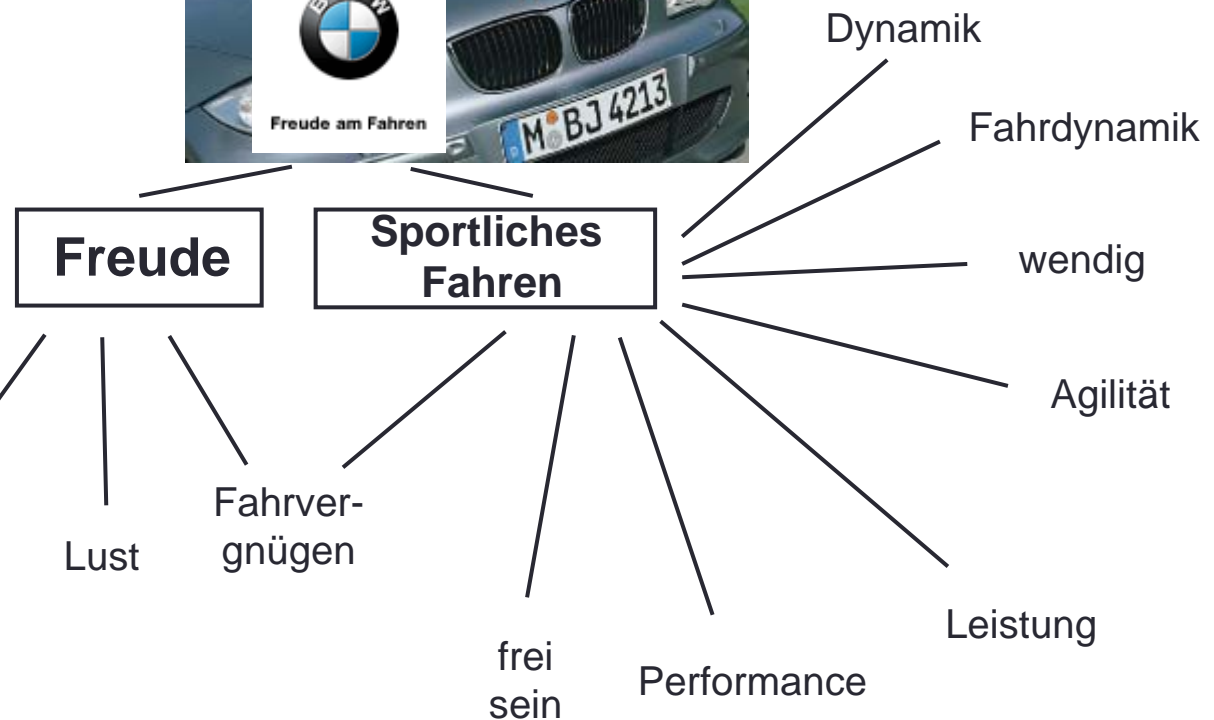 BMW
Freude am Fahren
M BJ 4213
D
Dynamik
Fahrdynamik
wendig
Agilität
Freude
Sportliches
Fahren
Lust
Fahrver-
gnügen
frei
sein
Performance
Leistung